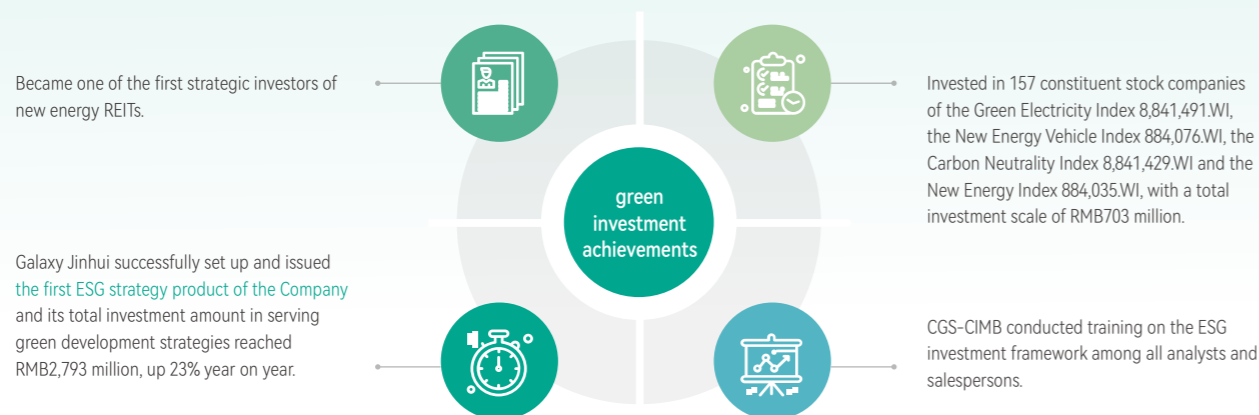 Became one of the first strategic investors of
new energy REITs.
Invested in 157 constituent stock companies
of the Green Electricity Index 8,841,491.WI,
the New Energy Vehicle Index 884,076.WI, the
Carbon Neutrality Index 8,841,429.WI and the
New Energy Index 884,035.WI, with a total
investment scale of RMB703 million.
green
investment
achievements
Galaxy Jinhui successfully set up and issued
the first ESG strategy product of the Company
and its total investment amount in serving
green development strategies reached
RMB2,793 million, up 23% year on year.
CGS-CIMB conducted training on the ESG
investment framework among all analysts and
salespersons.